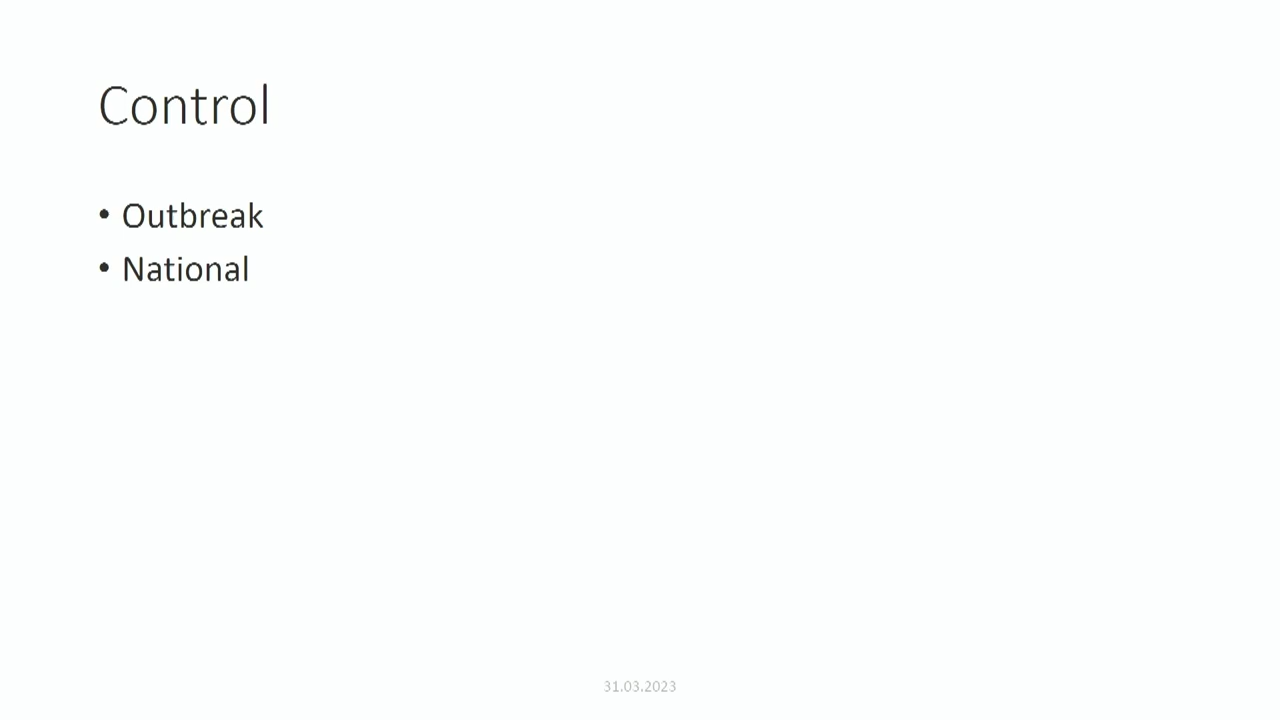 Control
• Outbreak
• National
31.03.2023